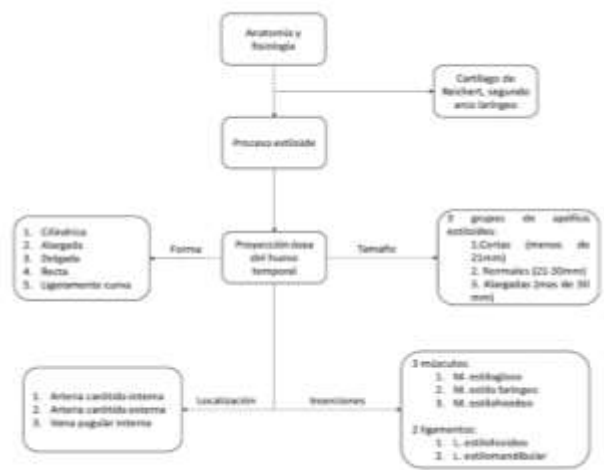 Anatomía y
fisiología
Cartílago de
Reichert, segundo
arco laríngeo
Proceso estiloide
1. Cilíndrica
2. Alargada
3. Delgada
4. Recta
5. Ligeramente curva
Forma
Proyección ósea
del hueso
temporal
Tamaño
3 grupos de apófisis
estiloides:
1.Cortas (menos de
21mm)
2. Normales (21-30mm)
3. Alargadas (mas de 30
mm)
1. Arteria carótida interna
2. Arteria carótida externa
3. Vena yugular interna
Localización
Inserciones
3 músculos:
1. M. estilogloso
2. M. estilo faríngeo
3. M. estilohioideo
2 ligamentos:
1. L. estilohioideo
2. L. estilomandibular